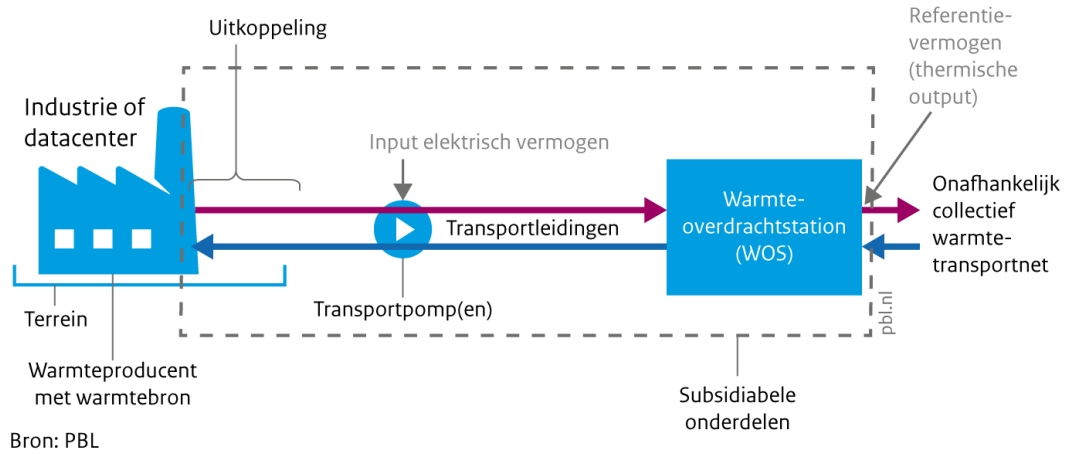 Uitkoppeling
Referentie-
vermogen
(thermische
output)
Industrie of
datacenter
Input elektrisch vermogen
Warmte-
overdrachtstation
(WOS)
Onafhankelijk
collectief
warmte-
transportnet
Transportleidingen
Terrein
Transportpomp(en)
pbl.nl
Warmteproducent
met warmtebron
Subsidiabele
onderdelen
Bron: PBL